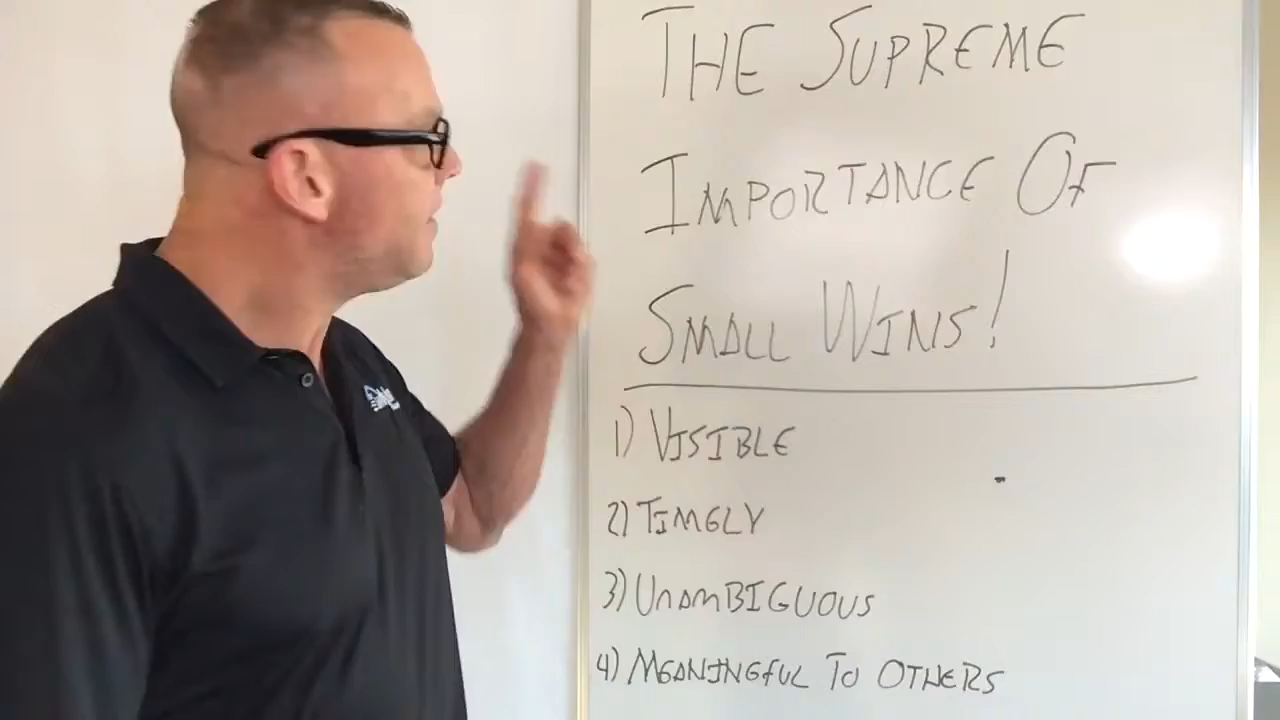 THE SUPREME
IMPORTANCE OF
SMALL WINS!
1) VISIBLE
2) TIMELY
3) UNAMBIGUOUS
4) MEANINGFUL TO OTHERS